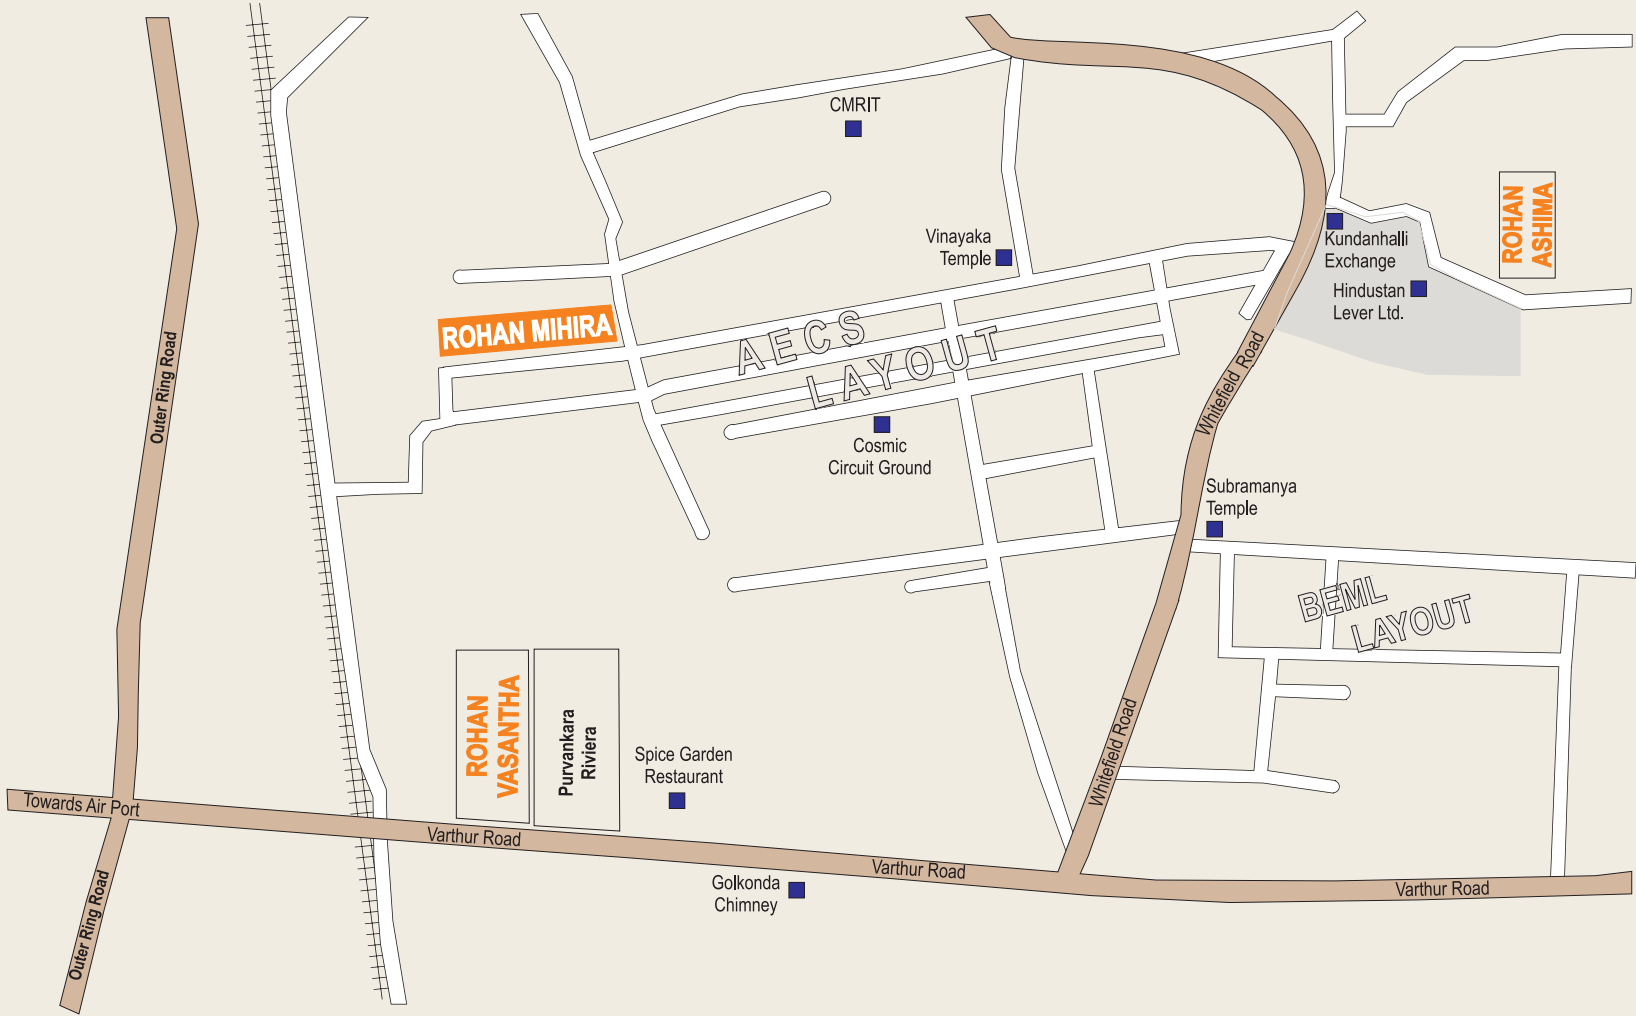 CMRIT
ROHAN
ASHIMA
Vinayaka
Temple
Kundanhalli
Exchange
Hindustan
Lever Ltd.
ROHAN MIHIRA
AECS
LAYOUT
Outer Ring Road
Whitefield Road
Cosmic
Circuit Ground
Subramanya
Temple
BEML
LAYOUT
ROHAN
VASANTHA
Purvankara
Riviera
Spice Garden
Restaurant
Whitefield Road
Towards Air Port
Varthur Road
Varthur Road
Varthur Road
Golkonda
Chimney
Outer Ring Road